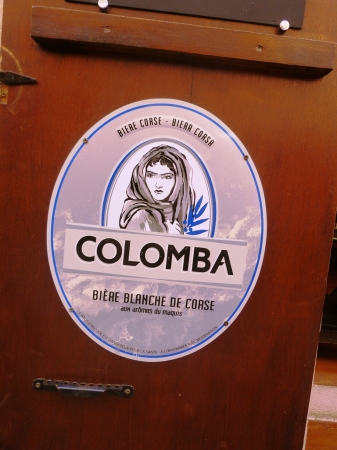 BIÈRE CORSE - BIERA CORSA
COLOMBA
BIÈRE BLANCHE DE CORSE
aux arômes du maquis